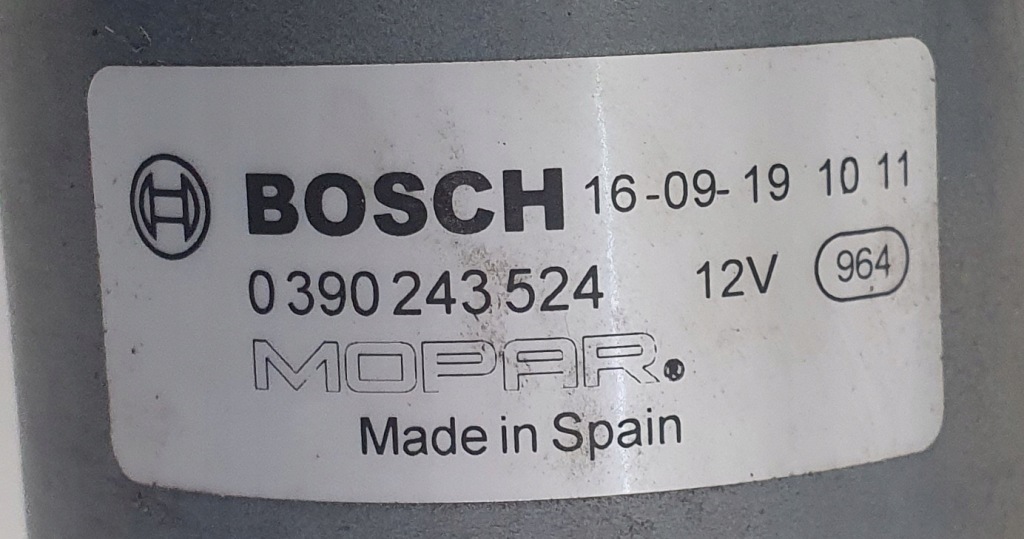 BOSCH 16-09-19 10 11
0 390 243 524 12V 964
MOPAR.
Made in Spain